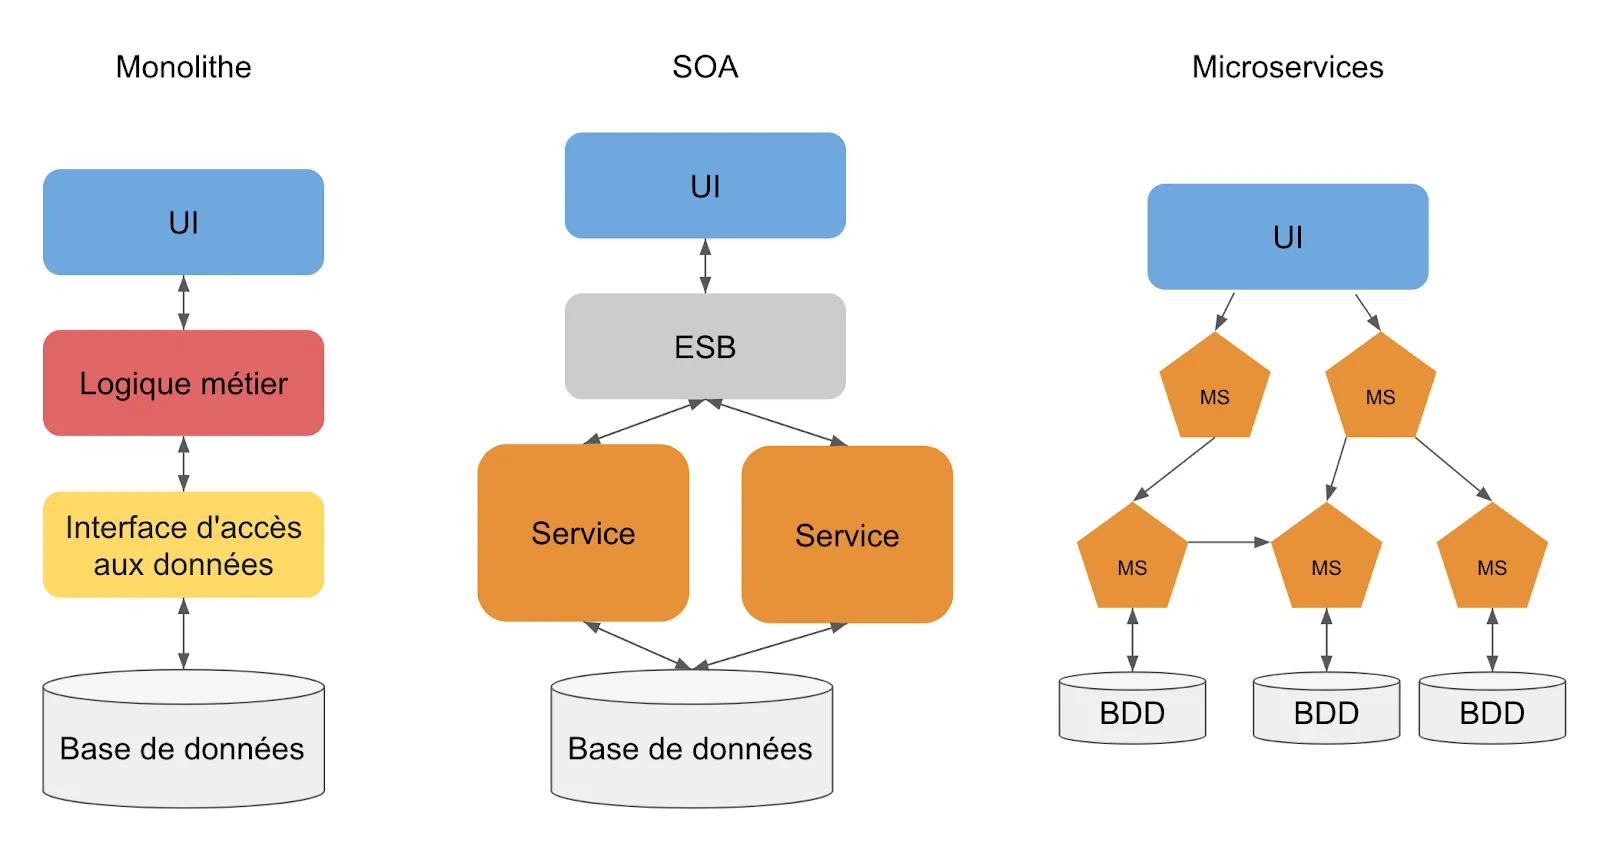 Monolithe
UI
Logique métier
Interface d'accès
aux données
Base de données
SOA
UI
ESB
Service
Service
Base de données
Microservices
UI
MS
MS
MS
MS
MS
BDD
BDD
BDD